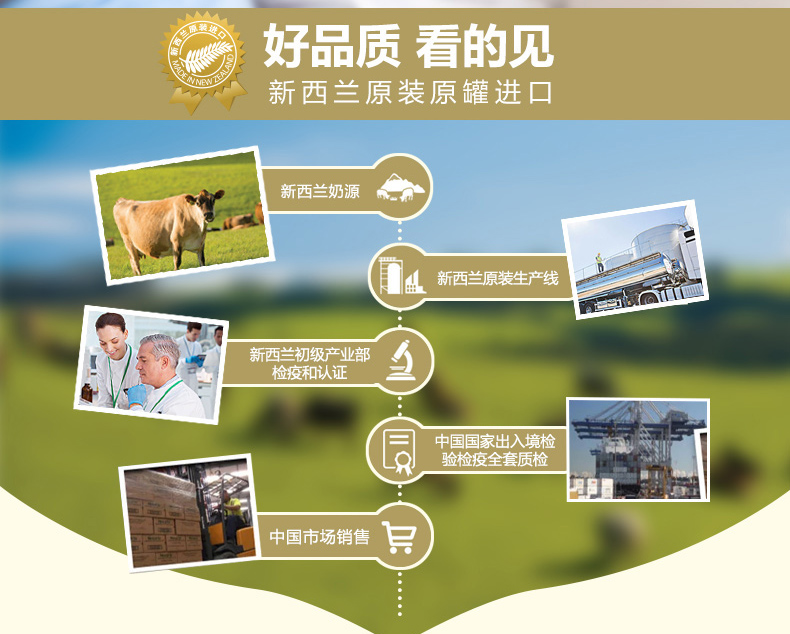 新西兰原装进口
MADE IN NEW ZEALAND
好品质 看的见
新西兰原装原罐进口
新西兰奶源
新西兰原装生产线
新西兰初级产业部
检疫和认证
中国国家出入境检
验检疫全套质检
中国市场销售